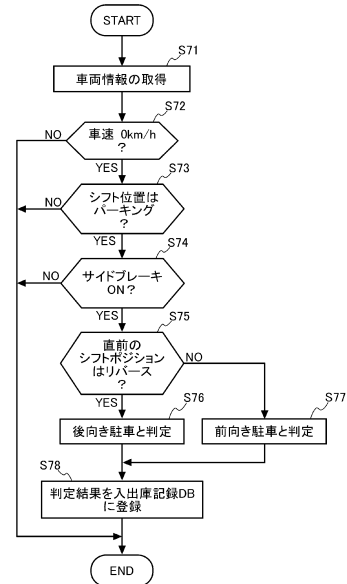 START
S71
車両情報の取得
S72
車速 0km/h
?
NO
YES
S73
シフト位置は
パーキング
?
NO
YES
S74
サイドブレーキ
ON?
NO
YES
S75
直前の
シフトポジション
はリバース
?
NO
YES
S76
後向き駐車と判定
S77
前向き駐車と判定
S78
判定結果を入出庫記録DB
に登録
END